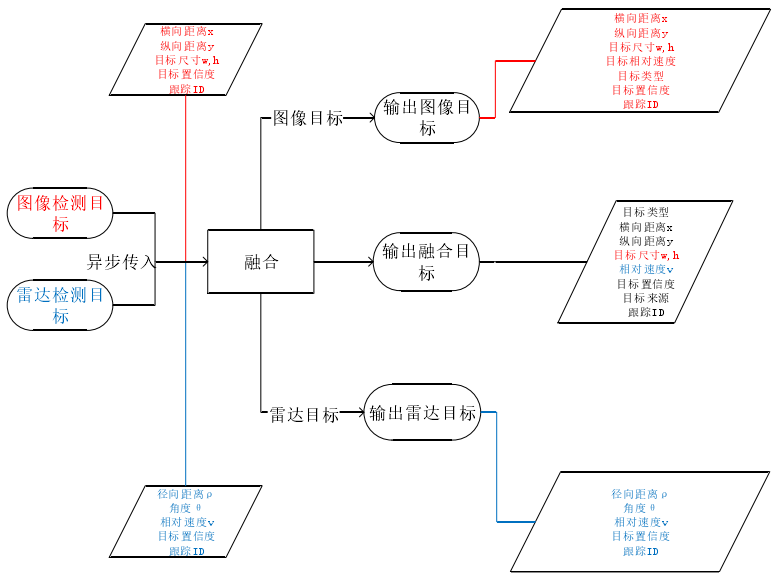 横向距离x
纵向距离y
目标尺寸w,h
目标置信度
跟踪ID
横向距离x
纵向距离y
目标尺寸w,h
目标相对速度
目标类型
目标置信度
跟踪ID
图像目标
输出图像目
标
图像检测目
标
异步传入
雷达检测目
标
融合
输出融合目
标
目标类型
横向距离x
纵向距离y
目标尺寸w,h
相对速度v
目标置信度
目标来源
跟踪ID
雷达目标
输出雷达目标
径向距离ρ
角度θ
相对速度v
目标置信度
跟踪ID
径向距离ρ
角度θ
相对速度v
目标置信度
跟踪ID